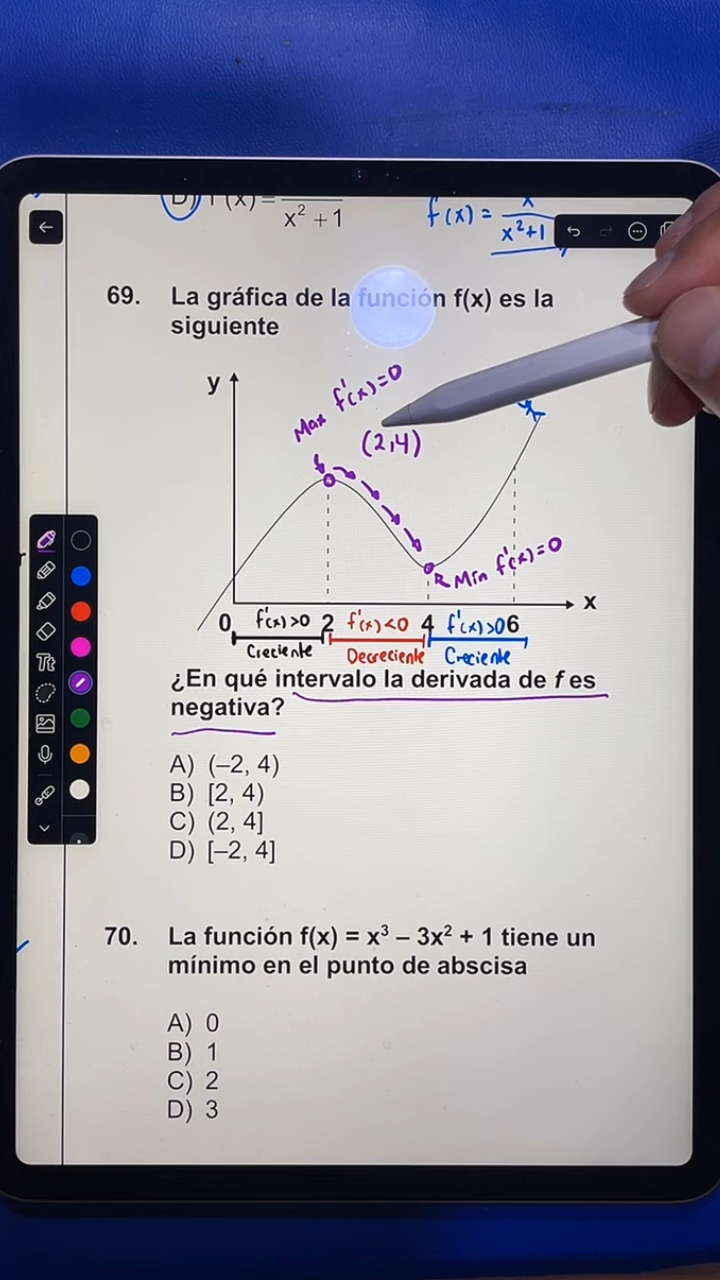 D) f(x) =
x² + 1
f(x) = x
x²+1
69. La gráfica de la función f(x) es la
siguiente
y
Max f'(x)=0
(2,4)
Min f'(x)=0
x
0 f'(x)>0 2 f'(x)<0 4 f'(x)>0 6
Creciente Decreciente Creciente
¿En qué intervalo la derivada de f es
negativa?
A) (–2, 4)
B) [2, 4)
C) (2, 4]
D) [–2, 4]
70. La función f(x) = x³ – 3x² + 1 tiene un
mínimo en el punto de abscisa
A) 0
B) 1
C) 2
D) 3
Tt